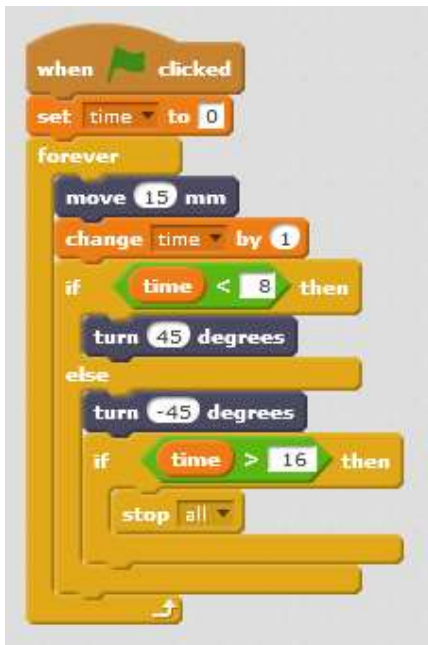 when clicked
set time to 0
forever
move 15 mm
change time by 1
if time < 8 then
turn 45 degrees
else
turn -45 degrees
if time > 16 then
stop all